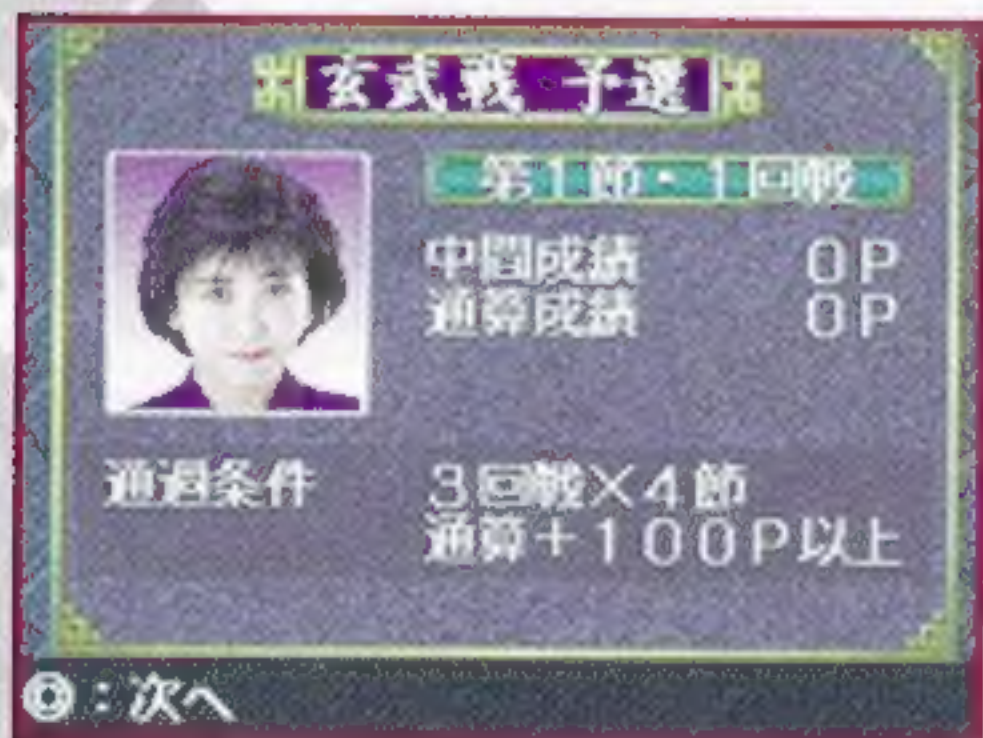 玄武戦 予選
第1節・1回戦
中間成績 0P
通算成績 0P
通過条件 3回戦×4節
通算+100P以上
◎:次へ